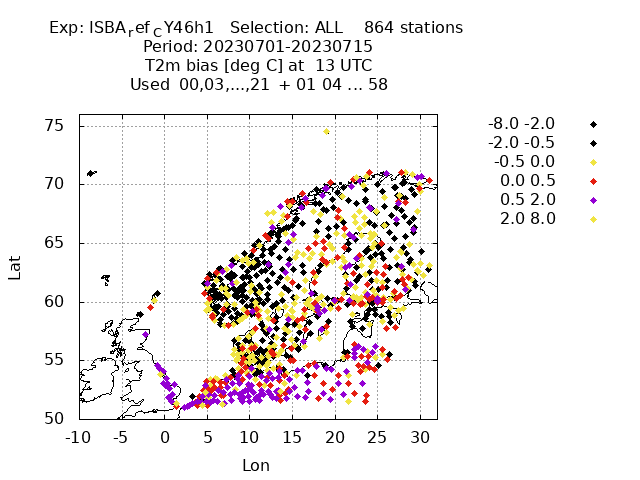 Exp: ISBAref CY46h1 Selection: ALL 864 stations
Period: 20230701-20230715
T2m bias [deg C] at 13 UTC
Used 00,03,...,21 + 01 04 ... 58
-8.0 -2.0
-2.0 -0.5
-0.5 0.0
0.0 0.5
0.5 2.0
2.0 8.0
75
70
65
60
55
50
Lat
-10 -5 0 5 10 15 20 25 30
Lon